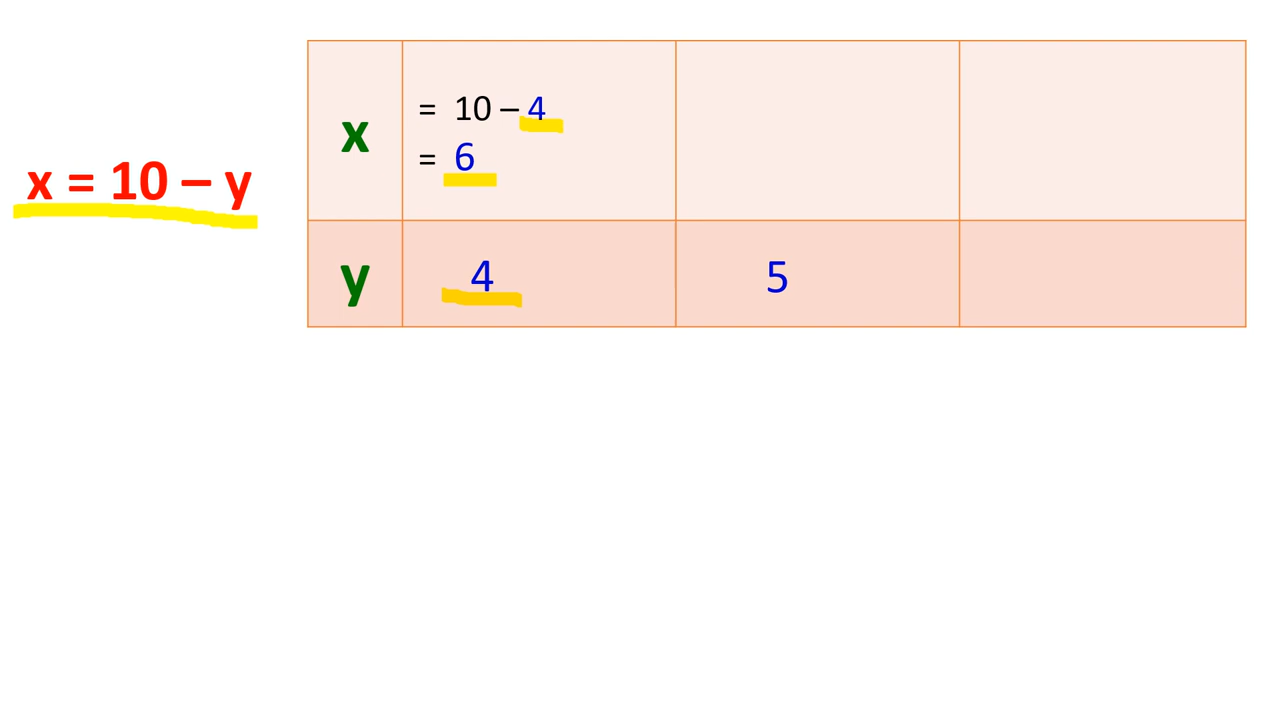 x = 10 – y
x
= 10 – 4
= 6
y
4
5